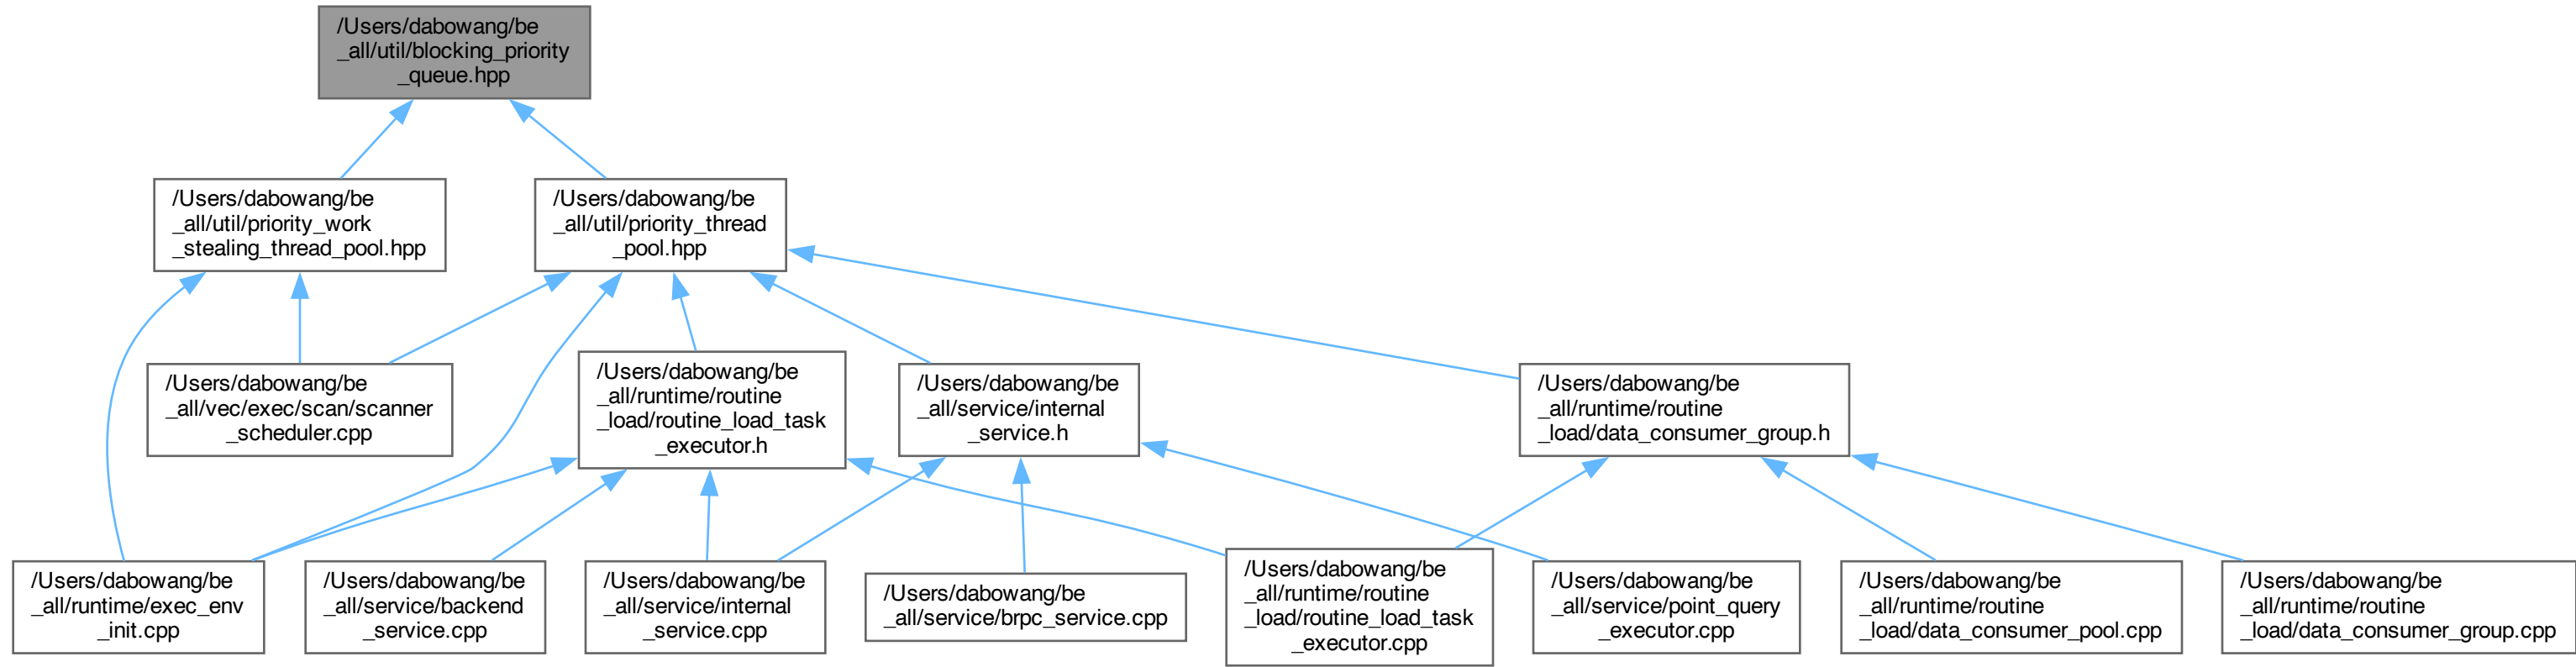 /Users/dabowang/be
_all/util/blocking_priority
_queue.hpp
/Users/dabowang/be
_all/util/priority_work
_stealing_thread_pool.hpp
/Users/dabowang/be
_all/util/priority_thread
_pool.hpp
/Users/dabowang/be
_all/vec/exec/scan/scanner
_scheduler.cpp
/Users/dabowang/be
_all/runtime/routine
_load/routine_load_task
_executor.h
/Users/dabowang/be
_all/service/internal
_service.h
/Users/dabowang/be
_all/runtime/routine
_load/data_consumer_group.h
/Users/dabowang/be
_all/runtime/exec_env
_init.cpp
/Users/dabowang/be
_all/service/backend
_service.cpp
/Users/dabowang/be
_all/service/internal
_service.cpp
/Users/dabowang/be
_all/service/brpc_service.cpp
/Users/dabowang/be
_all/runtime/routine
_load/routine_load_task
_executor.cpp
/Users/dabowang/be
_all/service/point_query
_executor.cpp
/Users/dabowang/be
_all/runtime/routine
_load/data_consumer_pool.cpp
/Users/dabowang/be
_all/runtime/routine
_load/data_consumer_group.cpp